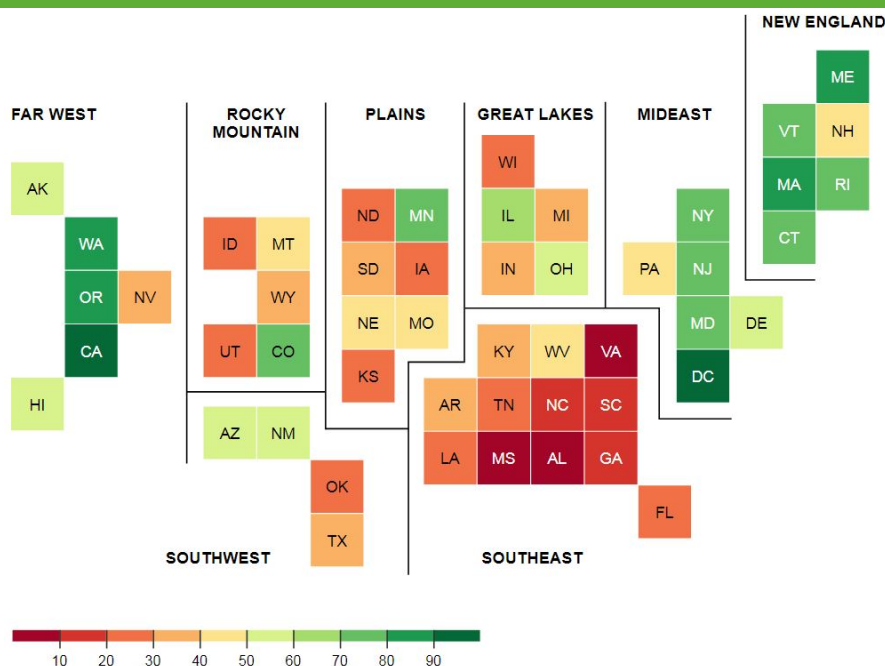 NEW ENGLAND
ME
FAR WEST
ROCKY
MOUNTAIN
PLAINS
GREAT LAKES
MIDEAST
VT NH
WI
AK
MA RI
ND MN
IL MI
NY
WA
ID MT
CT
SD IA
IN OH
PA NJ
OR NV
WY
NE MO
MD DE
CA
UT CO
KS
KY WV VA
DC
HI
AZ NM
AR TN NC SC
LA MS AL GA
OK
FL
TX
SOUTHWEST
SOUTHEAST
10 20 30 40 50 60 70 80 90